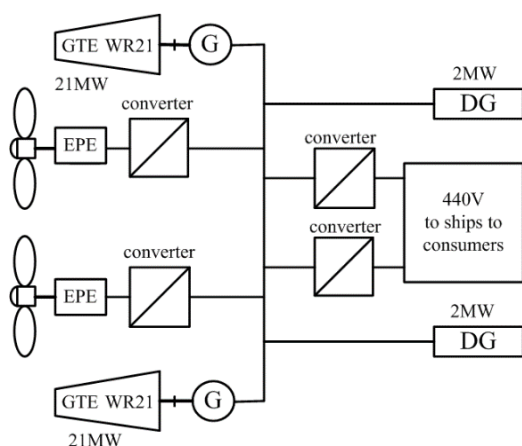 GTE WR21
G
21MW
converter
EPE
2MW
DG
converter
440V
to ships to
consumers
converter
converter
EPE
2MW
DG
GTE WR21
G
21MW